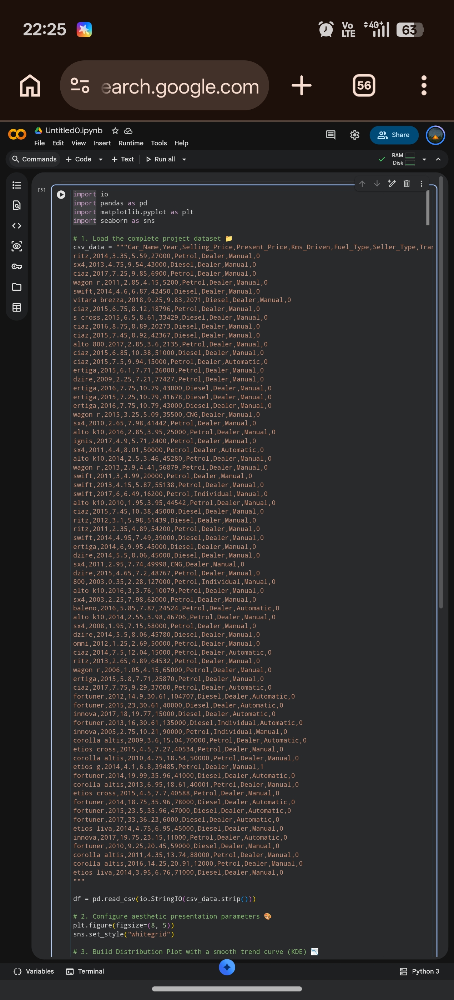 22:25
Vo LTE 4G+ 63
earch.google.com 56
Untitled0.ipynb
Share
File Edit View Insert Runtime Tools Help
Commands + Code + Text Run all
RAM
Disk
[5]
import io
import pandas as pd
import matplotlib.pyplot as plt
import seaborn as sns
# 1. Load the complete project dataset 📁
csv_data = """Car_Name,Year,Selling_Price,Present_Price,Kms_Driven,Fuel_Type,Seller_Type,Tran
ritz,2014,3.35,5.59,27000,Petrol,Dealer,Manual,0
sx4,2013,4.75,9.54,43000,Diesel,Dealer,Manual,0
ciaz,2017,7.25,9.85,6900,Petrol,Dealer,Manual,0
wagon r,2011,2.85,4.15,5200,Petrol,Dealer,Manual,0
swift,2014,4.6,6.87,42450,Diesel,Dealer,Manual,0
vitara brezza,2018,9.25,9.83,2071,Diesel,Dealer,Manual,0
ciaz,2015,6.75,8.12,18796,Petrol,Dealer,Manual,0
s cross,2015,6.5,8.61,33429,Diesel,Dealer,Manual,0
ciaz,2016,8.75,8.89,20273,Diesel,Dealer,Manual,0
ciaz,2015,7.45,8.92,42367,Diesel,Dealer,Manual,0
alto 800,2017,2.85,3.6,2135,Petrol,Dealer,Manual,0
ciaz,2015,6.85,10.38,51000,Diesel,Dealer,Manual,0
ciaz,2015,7.5,9.94,15000,Petrol,Dealer,Automatic,0
ertiga,2015,6.1,7.71,26000,Petrol,Dealer,Manual,0
dzire,2009,2.25,7.21,77427,Petrol,Dealer,Manual,0
ertiga,2016,7.75,10.79,43000,Diesel,Dealer,Manual,0
ertiga,2015,7.25,10.79,41678,Diesel,Dealer,Manual,0
ertiga,2016,7.75,10.79,43000,Diesel,Dealer,Manual,0
wagon r,2015,3.25,5.09,35500,CNG,Dealer,Manual,0
sx4,2010,2.65,7.98,41442,Petrol,Dealer,Manual,0
alto k10,2016,2.85,3.95,25000,Petrol,Dealer,Manual,0
ignis,2017,4.9,5.71,2400,Petrol,Dealer,Manual,0
sx4,2011,4.4,8.01,50000,Petrol,Dealer,Automatic,0
alto k10,2014,2.5,3.46,45280,Petrol,Dealer,Manual,0
wagon r,2013,2.9,4.41,56879,Petrol,Dealer,Manual,0
swift,2011,3,4.99,20000,Petrol,Dealer,Manual,0
swift,2013,4.15,5.87,55138,Petrol,Dealer,Manual,0
swift,2017,6,6.49,16200,Petrol,Individual,Manual,0
alto k10,2010,1.95,3.95,44542,Petrol,Dealer,Manual,0
ciaz,2015,7.45,10.38,45000,Diesel,Dealer,Manual,0
ritz,2012,3.1,5.98,51439,Diesel,Dealer,Manual,0
ritz,2011,2.35,4.89,54200,Petrol,Dealer,Manual,0
swift,2014,4.95,7.49,39000,Diesel,Dealer,Manual,0
ertiga,2014,6,9.95,45000,Diesel,Dealer,Manual,0
dzire,2014,5.5,8.06,45000,Diesel,Dealer,Manual,0
sx4,2011,2.95,7.74,49998,CNG,Dealer,Manual,0
dzire,2015,4.65,7.2,48767,Petrol,Dealer,Manual,0
800,2003,0.35,2.28,127000,Petrol,Individual,Manual,0
alto k10,2016,3,3.76,10079,Petrol,Dealer,Manual,0
sx4,2003,2.25,7.98,62000,Petrol,Dealer,Manual,0
baleno,2016,5.85,7.87,24524,Petrol,Dealer,Automatic,0
alto k10,2014,2.55,3.98,46706,Petrol,Dealer,Manual,0
sx4,2008,1.95,7.15,58000,Petrol,Dealer,Manual,0
dzire,2014,5.5,8.06,45780,Diesel,Dealer,Manual,0
omni,2012,1.25,2.69,50000,Petrol,Dealer,Manual,0
ciaz,2014,7.5,12.04,15000,Petrol,Dealer,Automatic,0
ritz,2013,2.65,4.89,64532,Petrol,Dealer,Manual,0
wagon r,2006,1.05,4.15,65000,Petrol,Dealer,Manual,0
ertiga,2015,5.8,7.71,25870,Petrol,Dealer,Manual,0
ciaz,2017,7.75,9.29,37000,Petrol,Dealer,Automatic,0
fortuner,2012,14.9,30.61,104707,Diesel,Dealer,Automatic,0
fortuner,2015,23,30.61,40000,Diesel,Dealer,Automatic,0
innova,2017,18,19.77,15000,Diesel,Dealer,Automatic,0
fortuner,2013,16,30.61,135000,Diesel,Individual,Automatic,0
innova,2005,2.75,10.21,90000,Petrol,Individual,Manual,0
corolla altis,2009,3.6,15.04,70000,Petrol,Dealer,Automatic,0
etios cross,2015,4.5,7.27,40534,Petrol,Dealer,Manual,0
corolla altis,2010,4.75,18.54,50000,Petrol,Dealer,Manual,0
etios g,2014,4.1,6.8,39485,Petrol,Dealer,Manual,1
fortuner,2014,19.99,35.96,41000,Diesel,Dealer,Automatic,0
corolla altis,2013,6.95,18.61,40001,Petrol,Dealer,Manual,0
etios cross,2015,4.5,7.7,40588,Petrol,Dealer,Manual,0
fortuner,2014,18.75,35.96,78000,Diesel,Dealer,Automatic,0
fortuner,2015,23.5,35.96,47000,Diesel,Dealer,Automatic,0
fortuner,2017,33,36.23,6000,Diesel,Dealer,Automatic,0
etios liva,2014,4.75,6.95,45000,Diesel,Dealer,Manual,0
innova,2017,19.75,23.15,11000,Petrol,Dealer,Automatic,0
fortuner,2010,9.25,20.45,59000,Diesel,Dealer,Manual,0
corolla altis,2011,4.35,13.74,88000,Petrol,Dealer,Manual,0
corolla altis,2016,14.25,20.91,12000,Petrol,Dealer,Manual,0
etios liva,2014,3.95,6.76,71000,Diesel,Dealer,Manual,0
"""
df = pd.read_csv(io.StringIO(csv_data.strip()))
# 2. Configure aesthetic presentation parameters 🎨
plt.figure(figsize=(8, 5))
sns.set_style("whitegrid")
# 3. Build Distribution Plot with a smooth trend curve (KDE) 📉
Variables Terminal Python 3